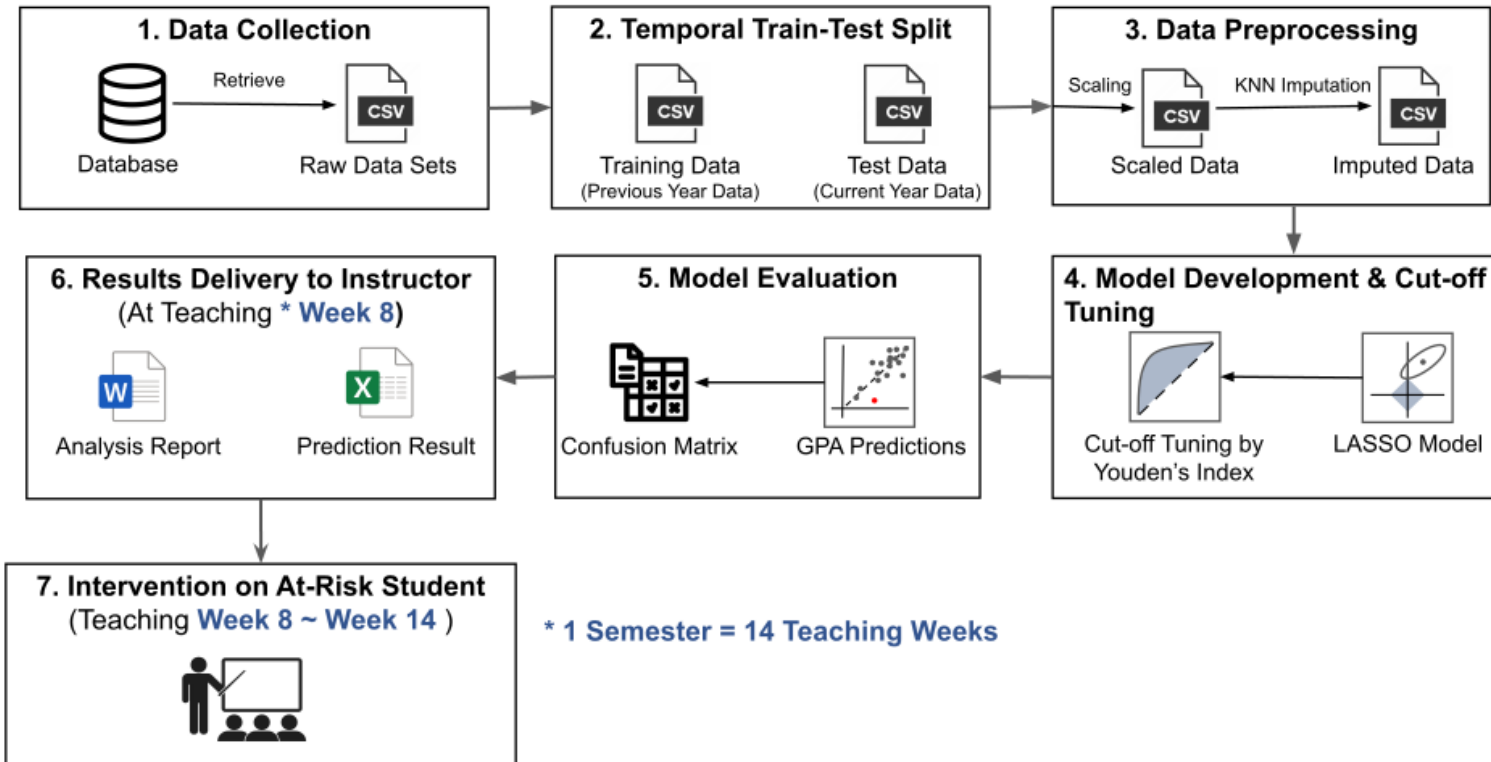 1. Data Collection
Retrieve
CSV
Database
Raw Data Sets
2. Temporal Train-Test Split
CSV
CSV
Training Data
(Previous Year Data)
Test Data
(Current Year Data)
3. Data Preprocessing
Scaling
CSV
KNN Imputation
CSV
Scaled Data
Imputed Data
4. Model Development & Cut-off
Tuning
Cut-off Tuning by
Youden's Index
LASSO Model
5. Model Evaluation
Confusion Matrix
GPA Predictions
6. Results Delivery to Instructor
(At Teaching * Week 8)
W
X
Analysis Report
Prediction Result
7. Intervention on At-Risk Student
(Teaching Week 8 ~ Week 14 )
* 1 Semester = 14 Teaching Weeks